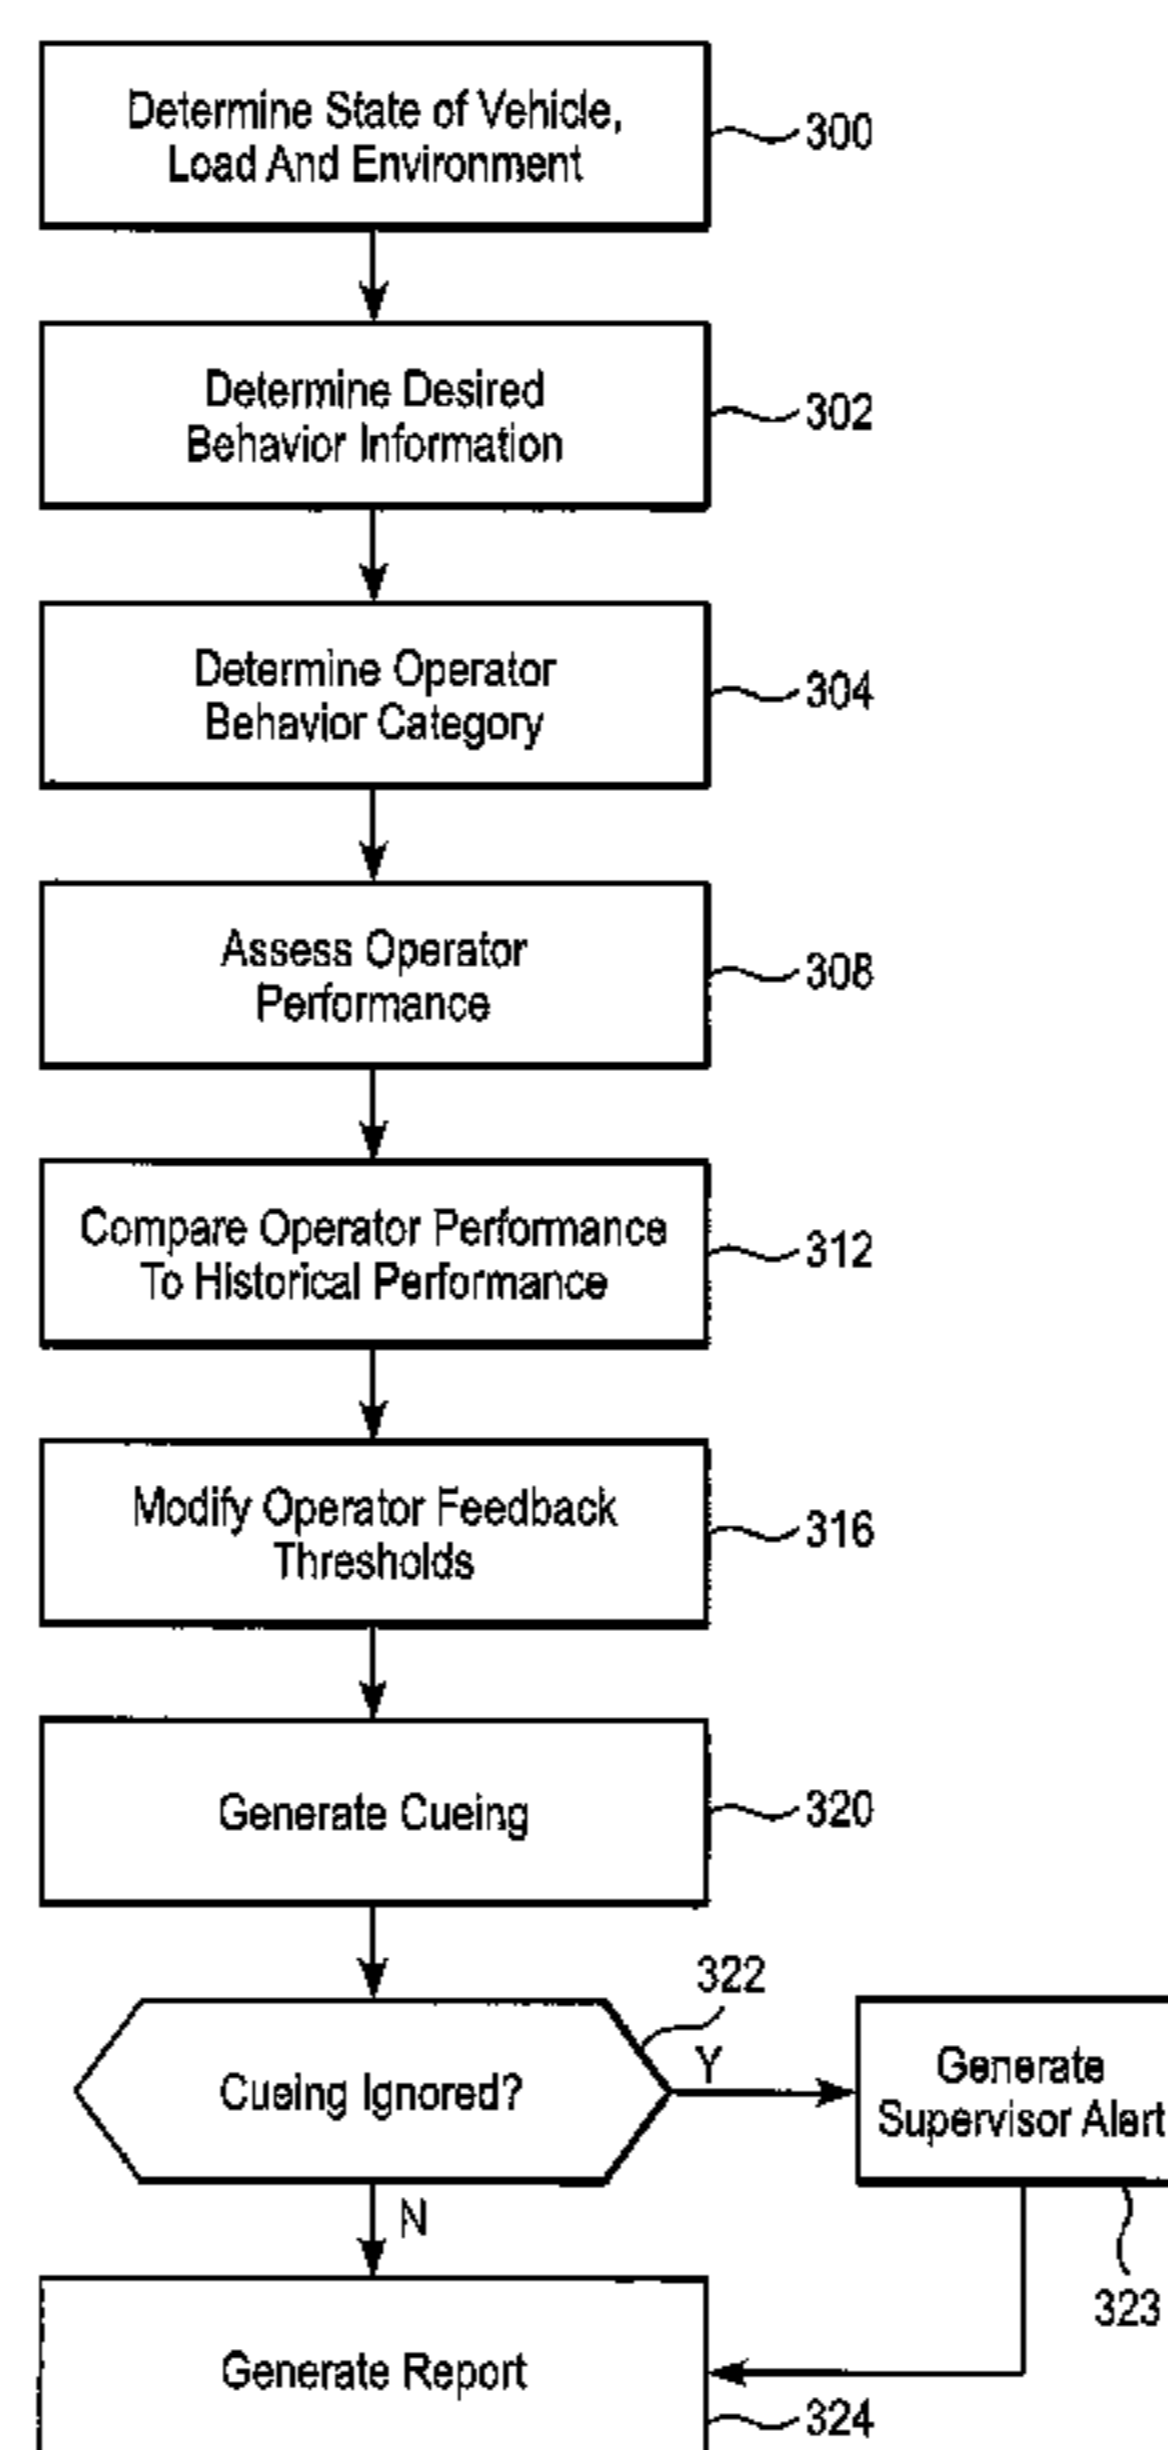 Determine State of Vehicle,
Load And Environment
300
Determine Desired
Behavior Information
302
Determine Operator
Behavior Category
304
Assess Operator
Performance
308
Compare Operator Performance
To Historical Performance
312
Modify Operator Feedback
Thresholds
316
Generate Cueing
320
322
Cueing Ignored?
Y
Generate
Supervisor Alert
N
323
Generate Report
324